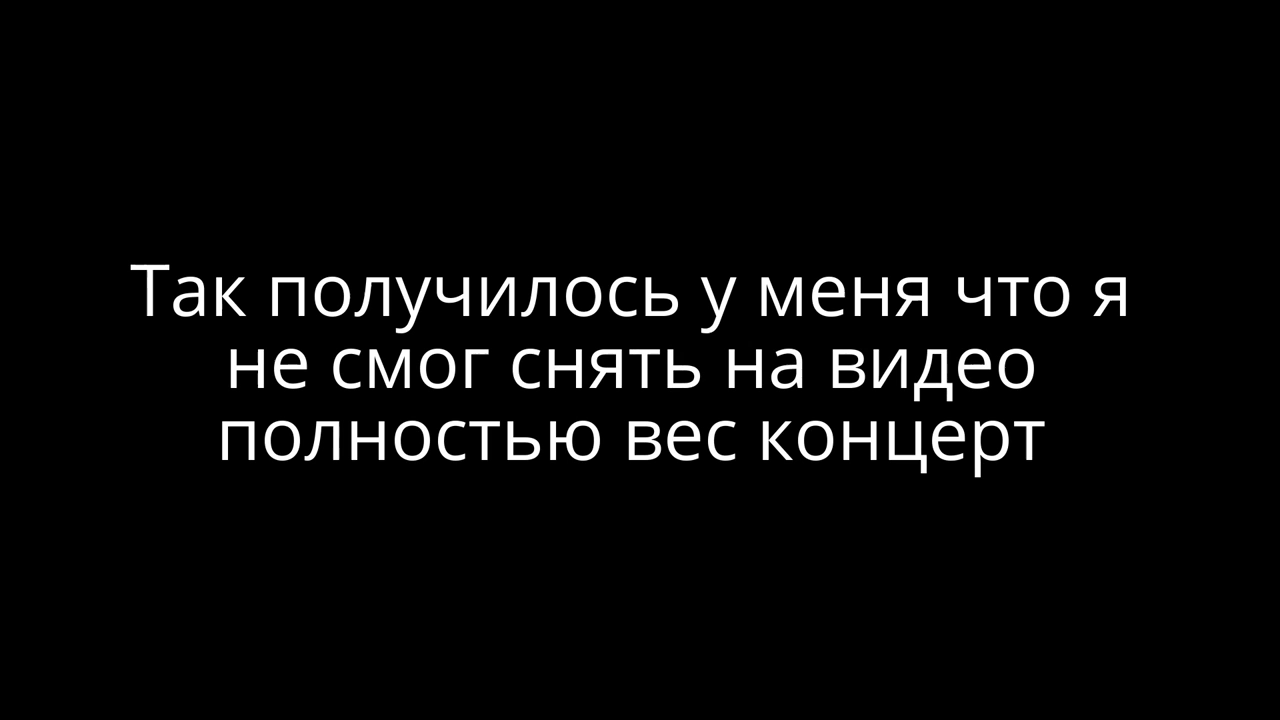 Так получилось у меня что я
не смог снять на видео
полностью вес концерт